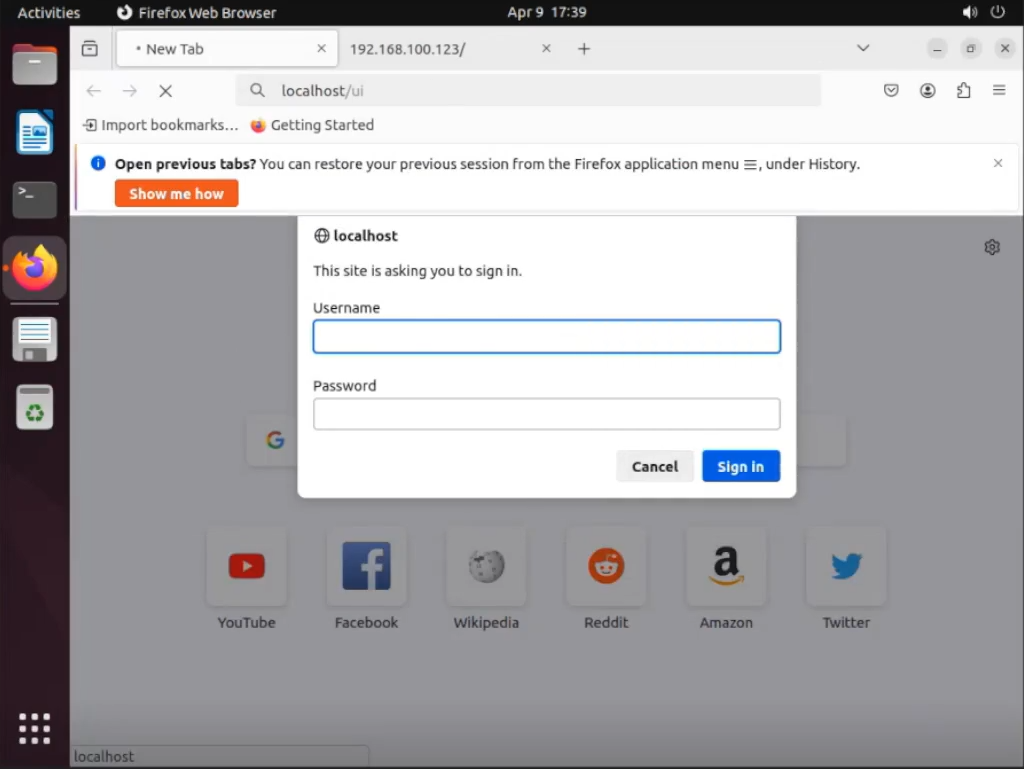 Activities Firefox Web Browser Apr 9 17:39
New Tab 192.168.100.123/
localhost/ui
Import bookmarks... Getting Started
Open previous tabs? You can restore your previous session from the Firefox application menu ☰, under History.
Show me how
localhost
This site is asking you to sign in.
Username
Password
Cancel Sign in
YouTube Facebook Wikipedia Reddit Amazon Twitter
localhost